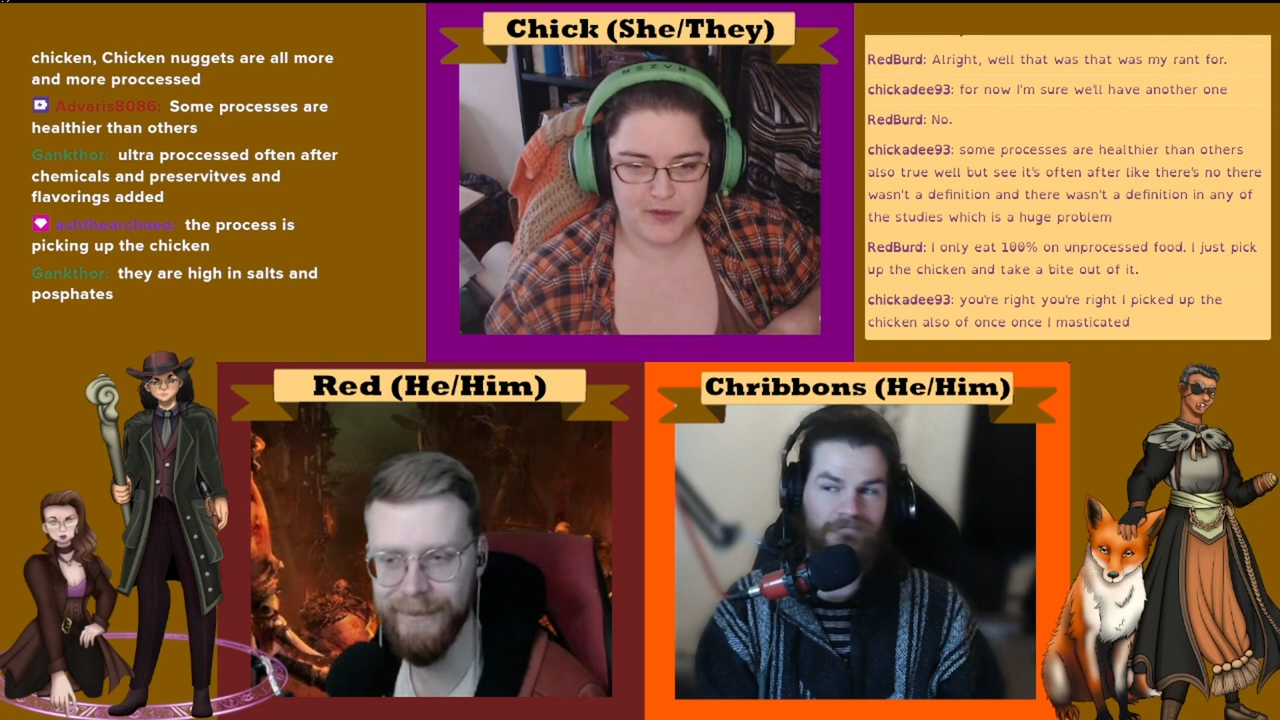 chicken, Chicken nuggets are all more
and more proccessed
Advaris8086: Some processes are
healthier than others
Gankthor: ultra proccessed often after
chemicals and preservitves and
flavorings added
ashthearchaeo: the process is
picking up the chicken
Gankthor: they are high in salts and
posphates
Chick (She/They)
RAZER
RedBurd: Alright, well that was that was my rant for.
chickadee93: for now I'm sure we'll have another one
RedBurd: No.
chickadee93: some processes are healthier than others
also true well but see it's often after like there's no there
wasn't a definition and there wasn't a definition in any of
the studies which is a huge problem
RedBurd: I only eat 100% on unprocessed food. I just pick
up the chicken and take a bite out of it.
chickadee93: you're right you're right I picked up the
chicken also of once once I masticated
Red (He/Him)
Chribbons (He/Him)